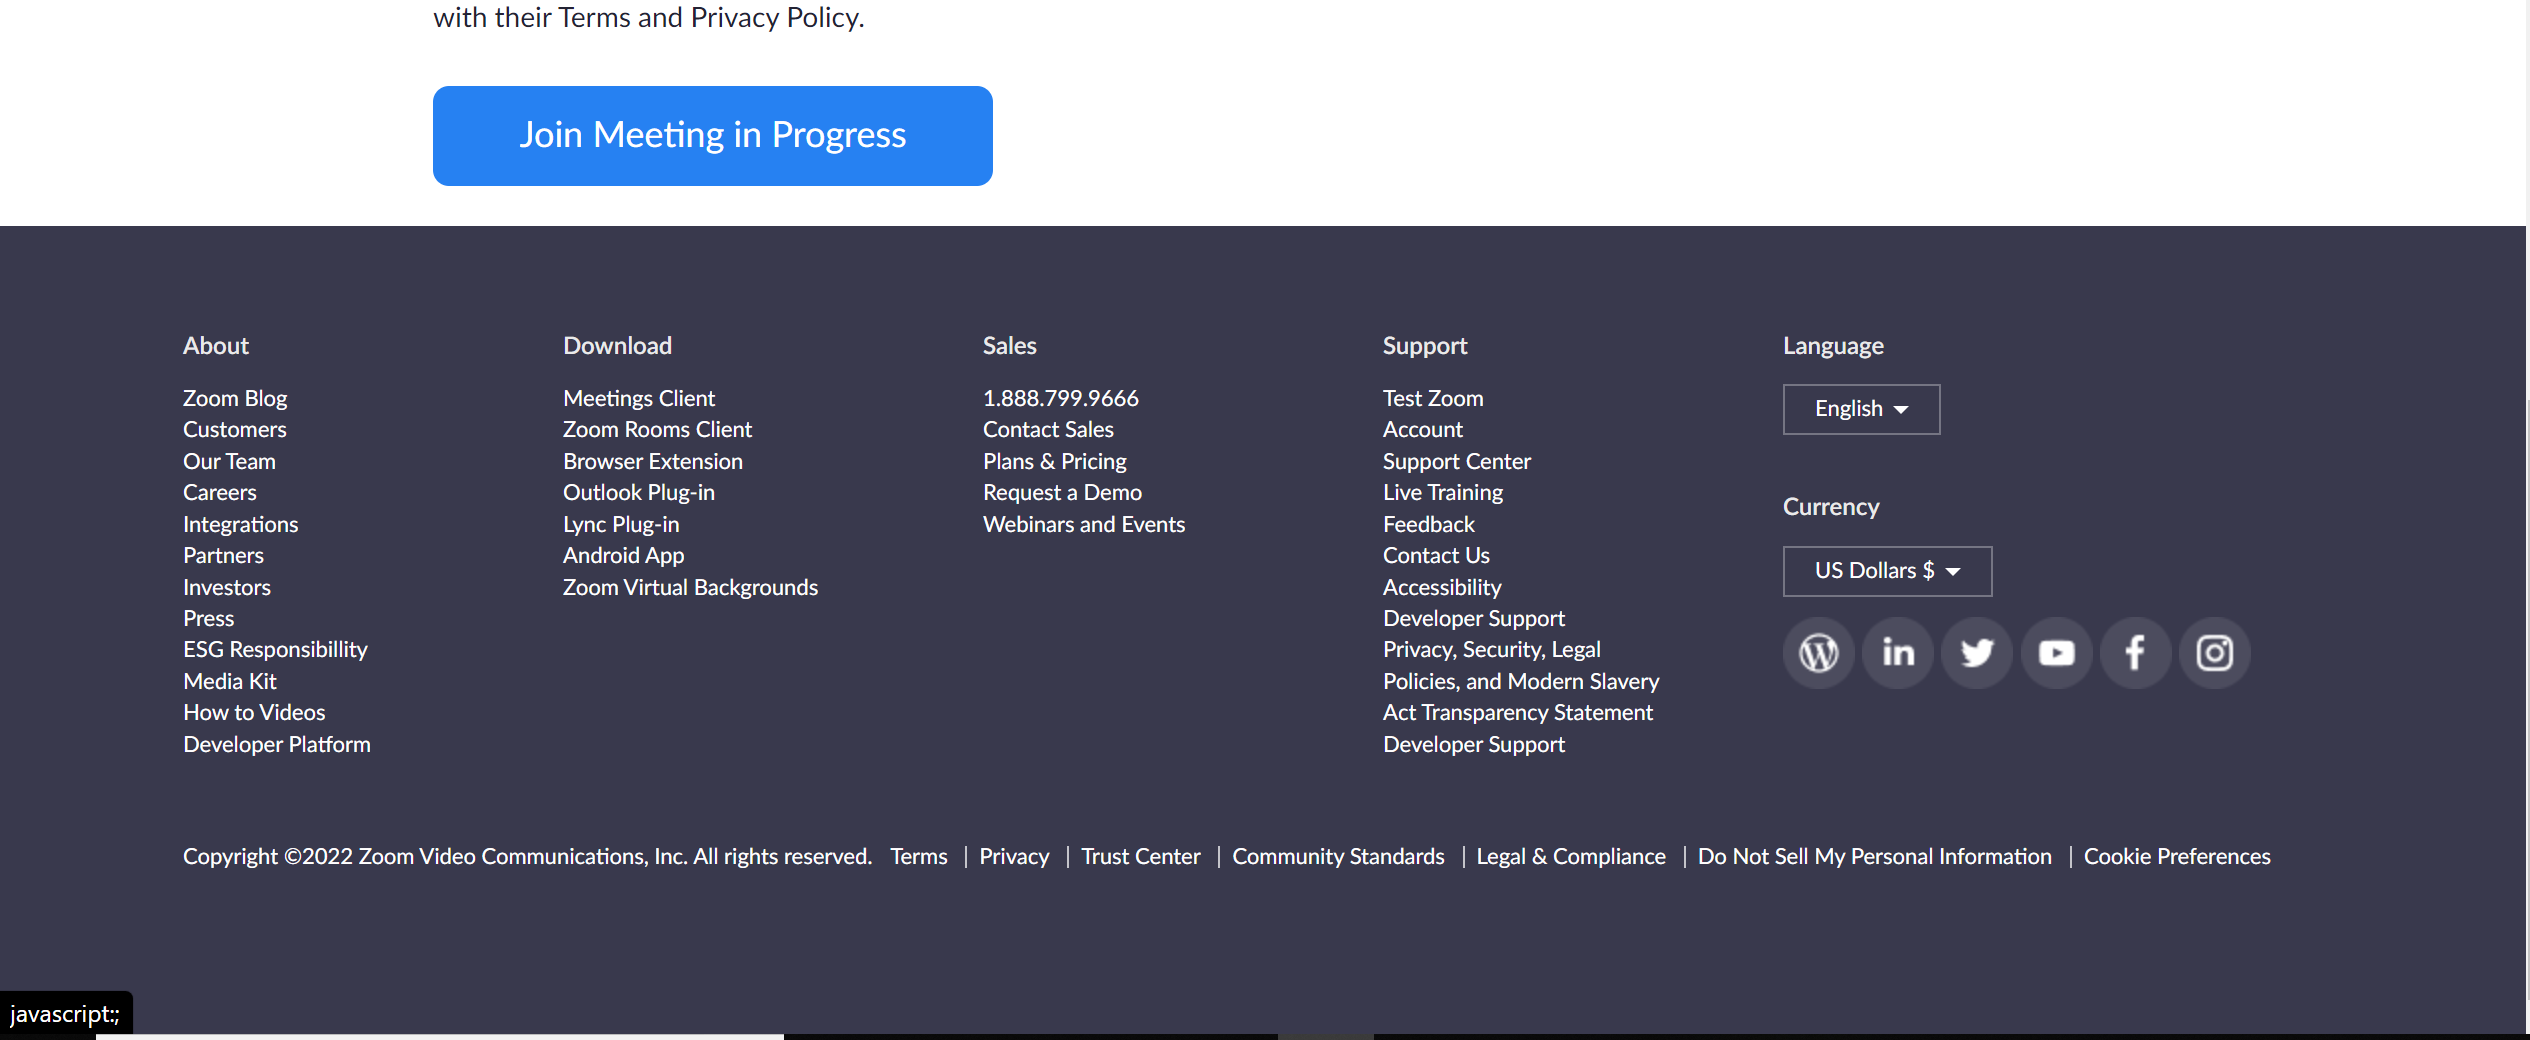 with their Terms and Privacy Policy.
Join Meeting in Progress
About
Zoom Blog
Customers
Our Team
Careers
Integrations
Partners
Investors
Press
ESG Responsibillity
Media Kit
How to Videos
Developer Platform
Download
Meetings Client
Zoom Rooms Client
Browser Extension
Outlook Plug-in
Lync Plug-in
Android App
Zoom Virtual Backgrounds
Sales
1.888.799.9666
Contact Sales
Plans & Pricing
Request a Demo
Webinars and Events
Support
Test Zoom
Account
Support Center
Live Training
Feedback
Contact Us
Accessibility
Developer Support
Privacy, Security, Legal
Policies, and Modern Slavery
Act Transparency Statement
Developer Support
Language
English
Currency
US Dollars $
Copyright ©2022 Zoom Video Communications, Inc. All rights reserved. Terms | Privacy | Trust Center | Community Standards | Legal & Compliance | Do Not Sell My Personal Information | Cookie Preferences
javascript:;